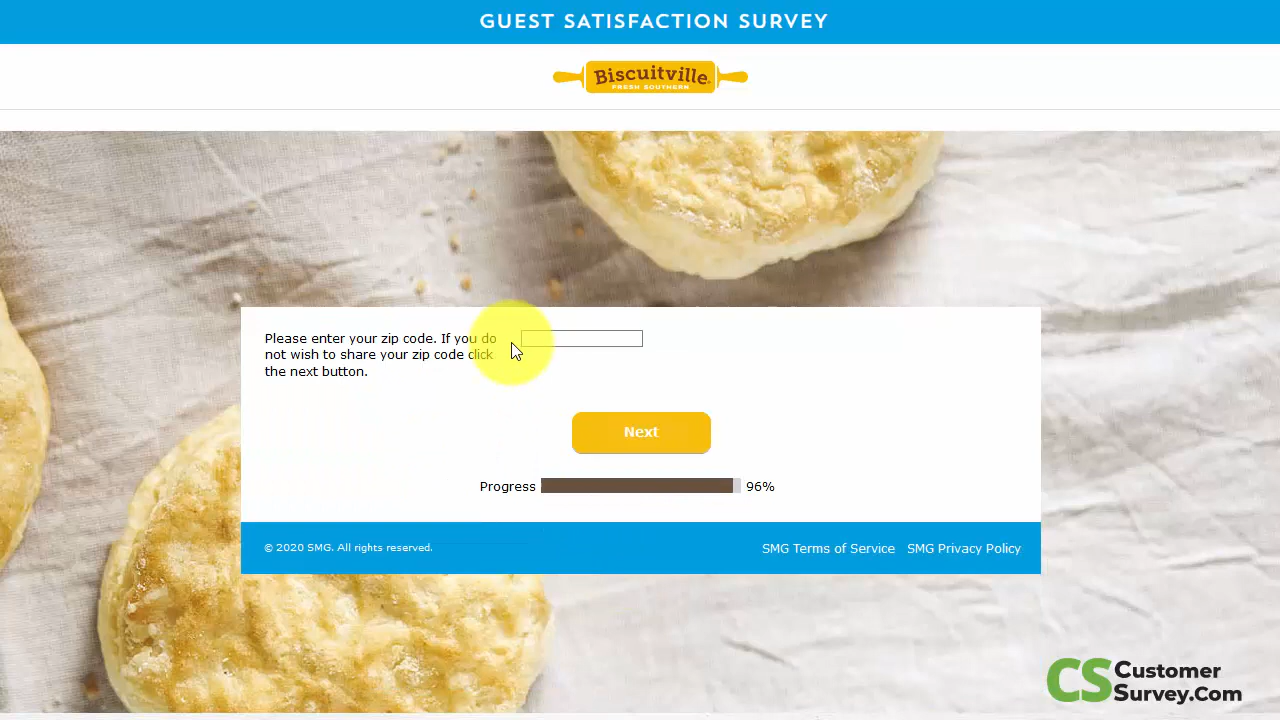 GUEST SATISFACTION SURVEY
Biscuitville
FRESH SOUTHERN
Please enter your zip code. If you do
not wish to share your zip code click
the next button.
Next
Progress 96%
© 2020 SMG. All rights reserved.
SMG Terms of Service SMG Privacy Policy
CS Customer
Survey.Com